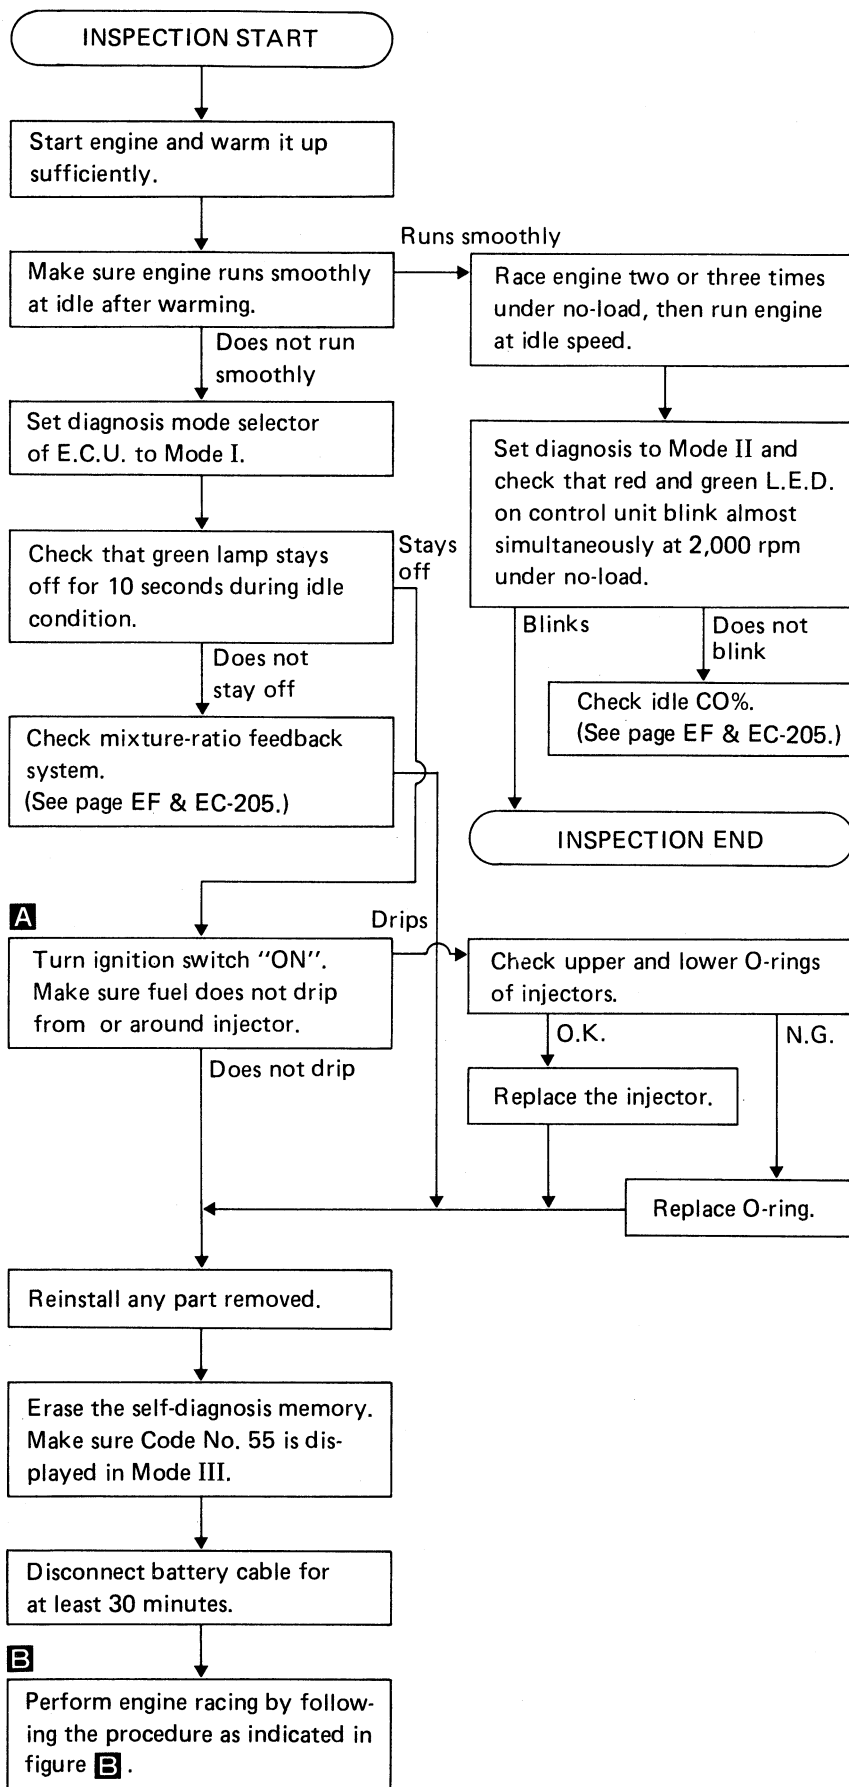 INSPECTION START
Start engine and warm it up
sufficiently.
Runs smoothly
Make sure engine runs smoothly
at idle after warming.
Race engine two or three times
under no-load, then run engine
at idle speed.
Does not run
smoothly
Set diagnosis mode selector
of E.C.U. to Mode I.
Set diagnosis to Mode II and
check that red and green L.E.D.
on control unit blink almost
simultaneously at 2,000 rpm
under no-load.
Check that green lamp stays
off for 10 seconds during idle
condition.
Stays
off
Blinks
Does not
blink
Does not
stay off
Check idle CO%.
(See page EF & EC-205.)
Check mixture-ratio feedback
system.
(See page EF & EC-205.)
INSPECTION END
A
Drips
Turn ignition switch "ON".
Make sure fuel does not drip
from or around injector.
Check upper and lower O-rings
of injectors.
O.K.
N.G.
Does not drip
Replace the injector.
Replace O-ring.
Reinstall any part removed.
Erase the self-diagnosis memory.
Make sure Code No. 55 is dis-
played in Mode III.
Disconnect battery cable for
at least 30 minutes.
B
Perform engine racing by follow-
ing the procedure as indicated in
figure B .